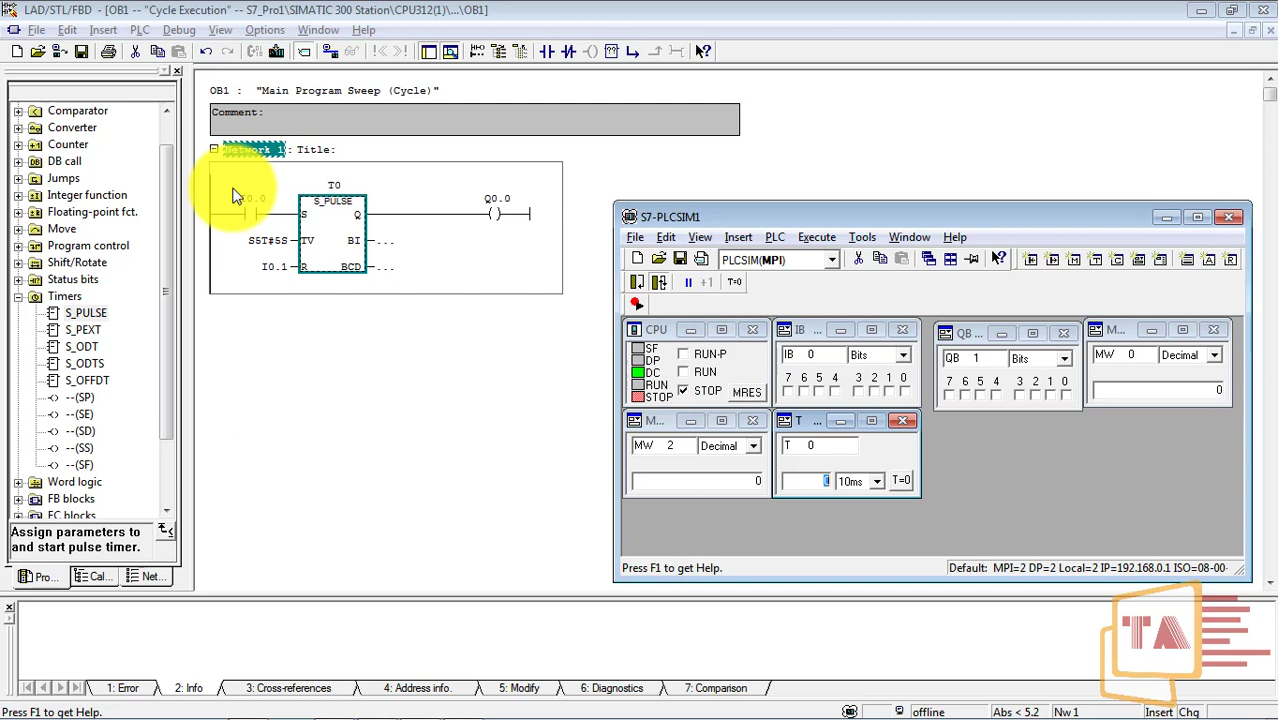 LAD/STL/FBD - [OB1 -- "Cycle Execution" -- S7_Pro1\SIMATIC 300 Station\CPU312(1)\...\OB1]
File Edit Insert PLC Debug View Options Window Help
Comparator
Converter
Counter
DB call
Jumps
Integer function
Floating-point fct.
Move
Program control
Shift/Rotate
Status bits
Timers
S_PULSE
S_PEXT
S_ODT
S_ODTS
S_OFFDT
--(SP)
--(SE)
--(SD)
--(SS)
--(SF)
Word logic
FB blocks
FC blocks
Assign parameters to
and start pulse timer.
Pro... Cal... Net...
OB1 : "Main Program Sweep (Cycle)"
Comment:
Network 1: Title:
T0
S_PULSE
Q0.0
S Q
S5T#5S TV BI ...
I0.1 R BCD ...
S7-PLCSIM1
File Edit View Insert PLC Execute Tools Window Help
PLCSIM(MPI)
+1 T=0
CPU
SF
DP
DC
RUN
STOP
RUN-P
RUN
STOP MRES
IB ...
IB 0 Bits
7 6 5 4 3 2 1 0
QB ...
QB 1 Bits
7 6 5 4 3 2 1 0
M...
MW 0 Decimal
0
M...
MW 2 Decimal
0
T ...
T 0
0 10ms T=0
Press F1 to get Help. Default: MPI=2 DP=2 Local=2 IP=192.168.0.1 ISO=08-00-
TA
1: Error 2: Info 3: Cross-references 4: Address info. 5: Modify 6: Diagnostics 7: Comparison
Press F1 to get Help. offline Abs < 5.2 Nw 1 Insert Chg